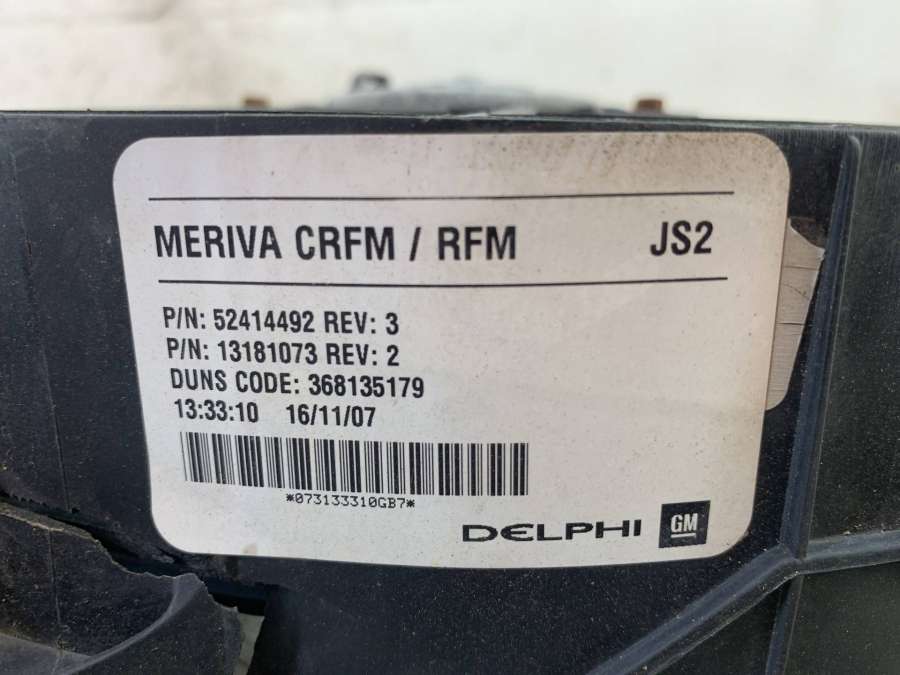 MERIVA CRFM / RFM JS2
P/N: 52414492 REV: 3
P/N: 13181073 REV: 2
DUNS CODE: 368135179
13:33:10 16/11/07
*073133310GB7*
DELPHI GM